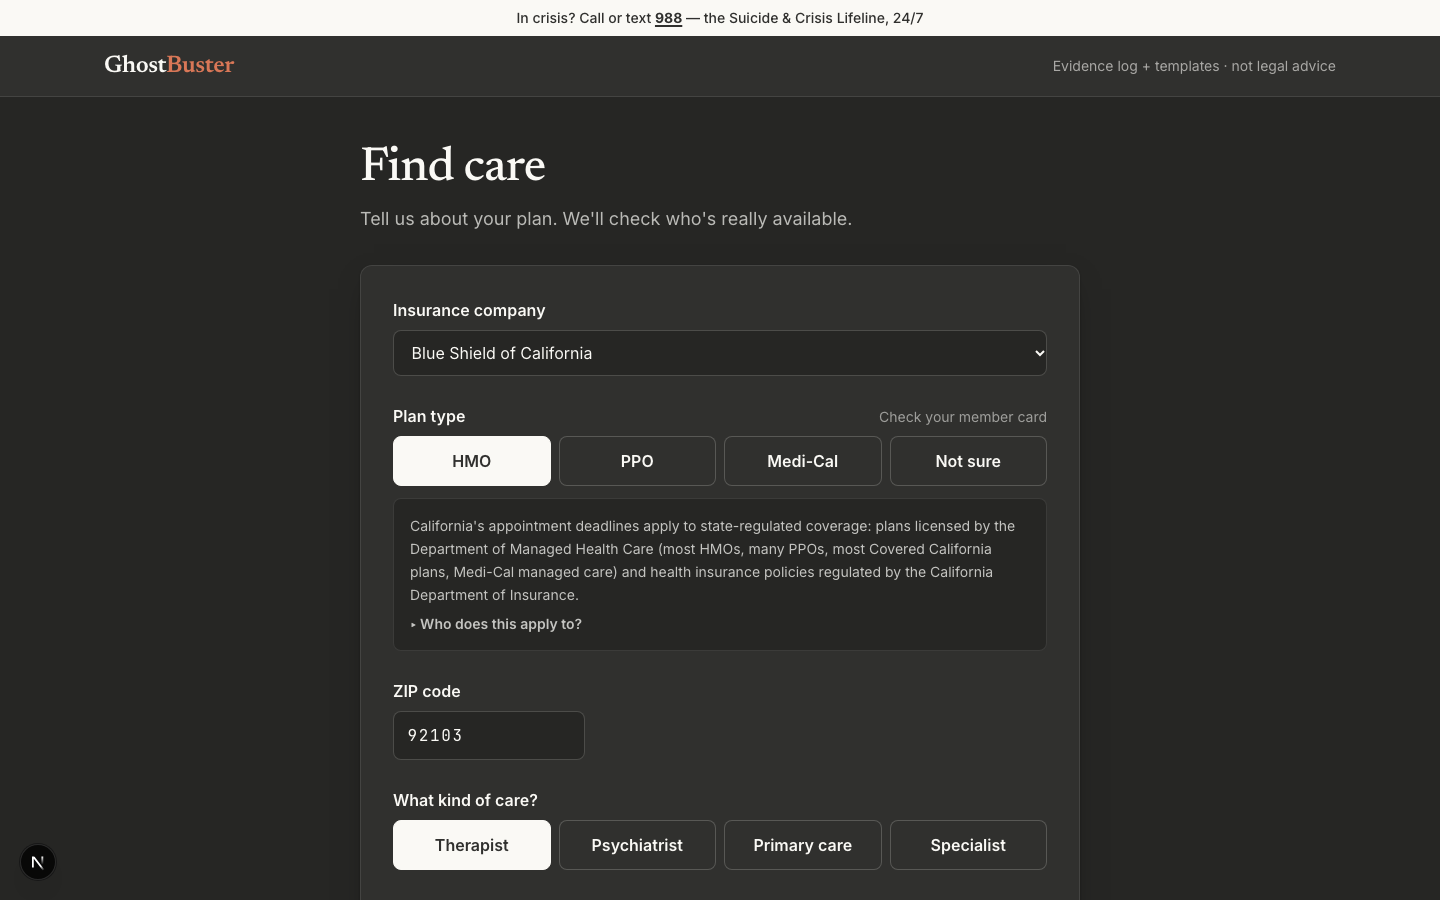 In crisis? Call or text 988 — the Suicide & Crisis Lifeline, 24/7
GhostBuster
Evidence log + templates · not legal advice
Find care
Tell us about your plan. We'll check who's really available.
Insurance company
Blue Shield of California
Plan type
Check your member card
HMO
PPO
Medi-Cal
Not sure
California's appointment deadlines apply to state-regulated coverage: plans licensed by the
Department of Managed Health Care (most HMOs, many PPOs, most Covered California
plans, Medi-Cal managed care) and health insurance policies regulated by the California
Department of Insurance.
▸ Who does this apply to?
ZIP code
92103
What kind of care?
Therapist
Psychiatrist
Primary care
Specialist
N